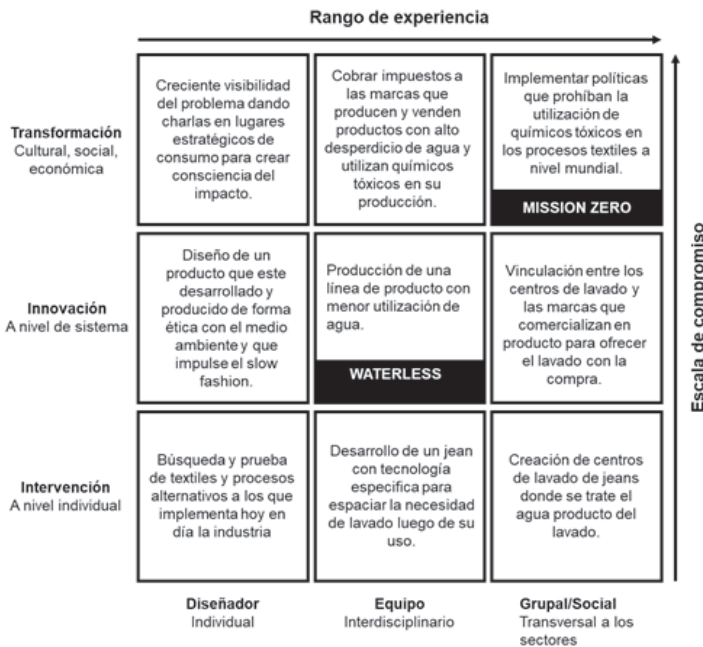 Rango de experiencia
Transformación
Cultural, social,
económica
Creciente visibilidad
del problema dando
charlas en lugares
estratégicos de
consumo para crear
consciencia del
impacto.
Cobrar impuestos a
las marcas que
producen y venden
productos con alto
desperdicio de agua y
utilizan químicos
tóxicos en su
producción.
Implementar políticas
que prohíban la
utilización de
químicos tóxicos en
los procesos textiles a
nivel mundial.
MISSION ZERO
Innovación
A nivel de sistema
Diseño de un
producto que este
desarrollado y
producido de forma
ética con el medio
ambiente y que
impulse el slow
fashion.
Producción de una
línea de producto con
menor utilización de
agua.
WATERLESS
Vinculación entre los
centros de lavado y
las marcas que
comercializan en
producto para ofrecer
el lavado con la
compra.
Intervención
A nivel individual
Búsqueda y prueba
de textiles y procesos
alternativos a los que
implementa hoy en
día la industria
Desarrollo de un jean
con tecnología
especifica para
espaciar la necesidad
de lavado luego de su
uso.
Creación de centros
de lavado de jeans
donde se trate el
agua producto del
lavado.
Escala de compromiso
Diseñador
Individual
Equipo
Interdisciplinario
Grupal/Social
Transversal a los
sectores